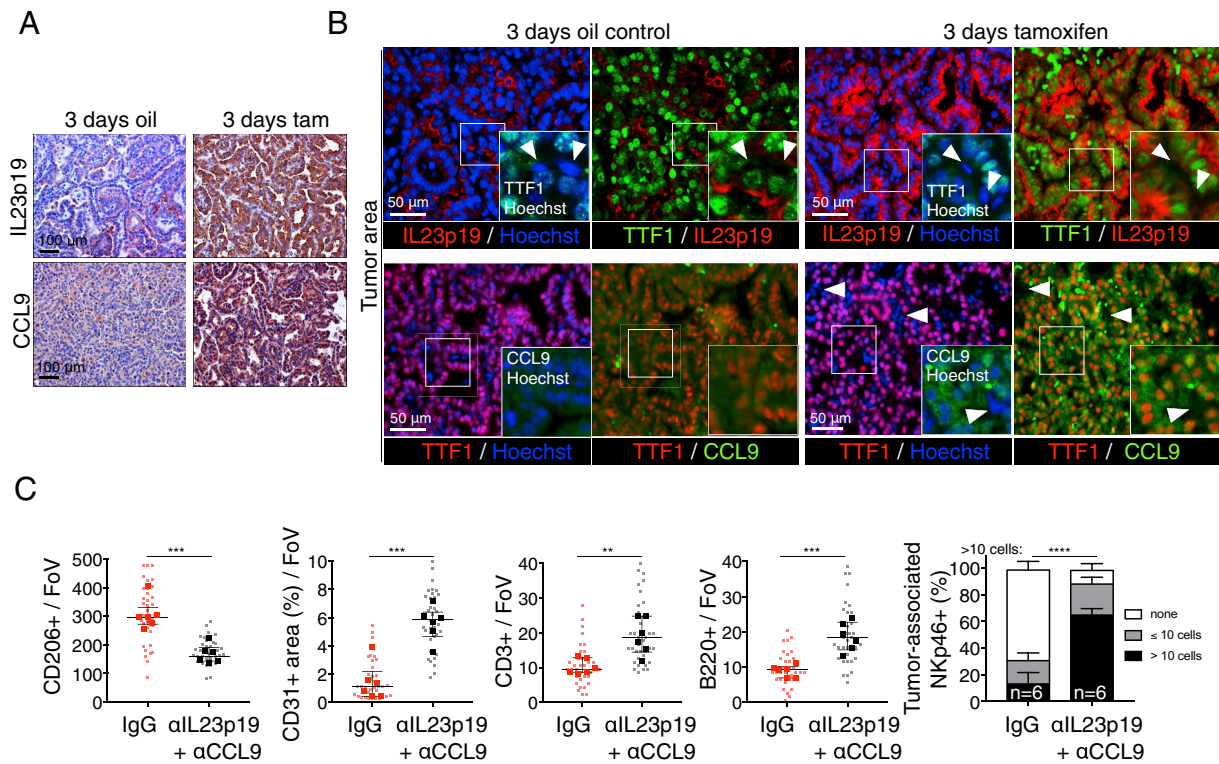 A
3 days oil
3 days tam
IL23p19
100 µm
CCL9
100 µm
B
3 days oil control
3 days tamoxifen
Tumor area
50 µm
TTF1
Hoechst
IL23p19 / Hoechst
TTF1 / IL23p19
50 µm
TTF1
Hoechst
IL23p19 / Hoechst
TTF1 / IL23p19
50 µm
CCL9
Hoechst
TTF1 / Hoechst
TTF1 / CCL9
50 µm
CCL9
Hoechst
TTF1 / Hoechst
TTF1 / CCL9
C
CD206+ / FoV
500
400
300
200
100
0
***
IgG
αIL23p19
+ αCCL9
CD31+ area (%) / FoV
10
8
6
4
2
0
***
IgG
αIL23p19
+ αCCL9
CD3+ / FoV
40
30
20
10
0
**
IgG
αIL23p19
+ αCCL9
B220+ / FoV
40
30
20
10
0
***
IgG
αIL23p19
+ αCCL9
Tumor-associated
NKp46+ (%)
>10 cells:
****
100
80
60
40
20
0
n=6
n=6
IgG
αIL23p19
+ αCCL9
none
≤ 10 cells
> 10 cells